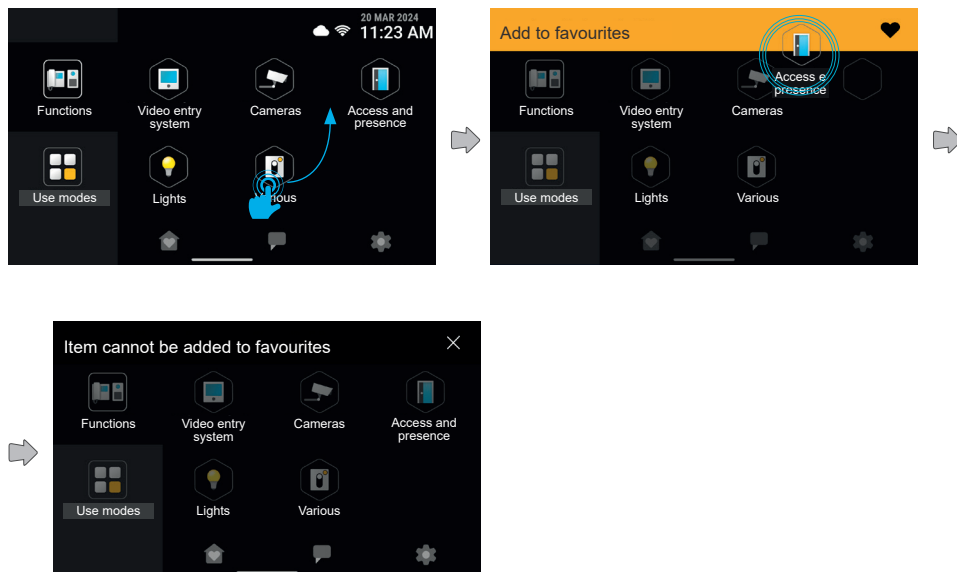 20 MAR 2024
11:23 AM
Functions
Video entry
system
Cameras
Access and
presence
Use modes
Lights
Various
Add to favourites
Access e
presence
Functions
Video entry
system
Cameras
Use modes
Lights
Various
Item cannot be added to favourites
Functions
Video entry
system
Cameras
Access and
presence
Use modes
Lights
Various